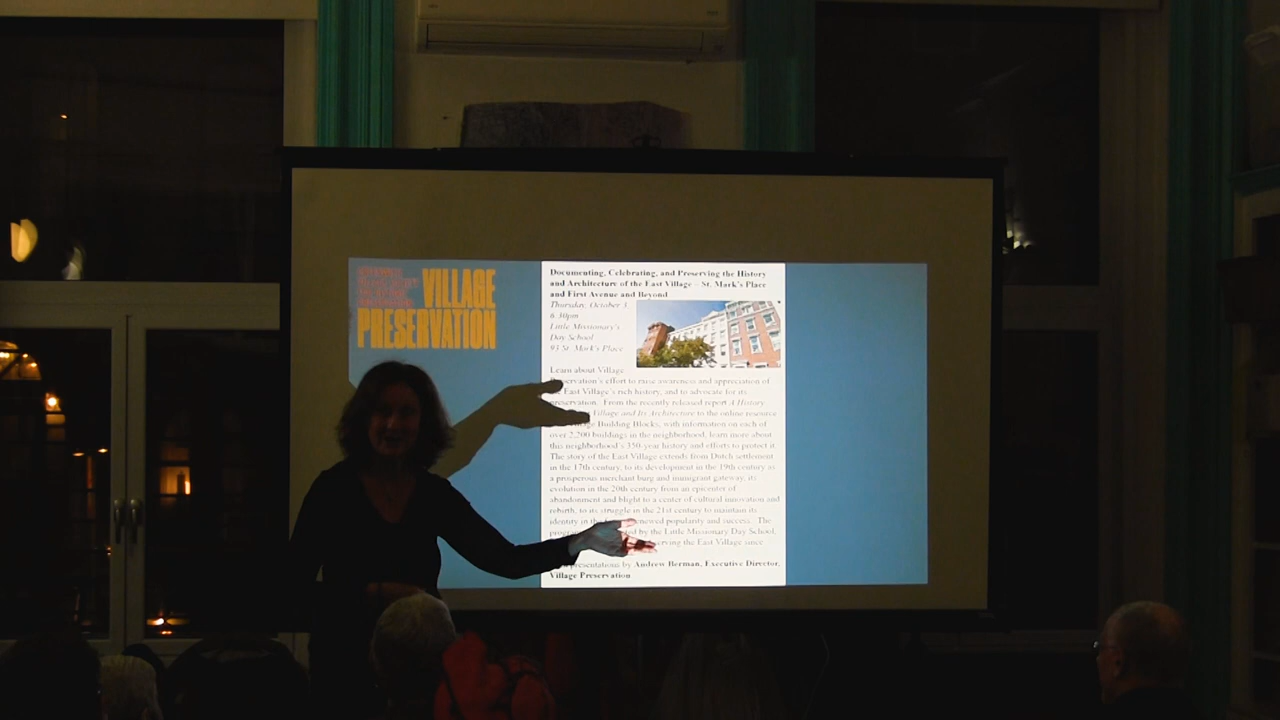 VILLAGE
PRESERVATION
Documenting, Celebrating, and Preserving the History
and Architecture of the East Village – St. Mark's Place
and First Avenue and Beyond
Thursday, October 3
6:30pm
Little Missionary's
Day School
93 St. Mark's Place
Learn about Village
Preservation's effort to raise awareness and appreciation of
East Village's rich history, and to advocate for its
preservation. From the recently released report A History
Village and Its Architecture to the online resource
Building Blocks, with information on each of
over 2,200 buildings in the neighborhood, learn more about
this neighborhood's 350-year history and efforts to protect it.
The story of the East Village extends from Dutch settlement
in the 17th century, to its development in the 19th century as
a prosperous merchant burg and immigrant gateway, its
evolution in the 20th century from an epicenter of
abandonment and blight to a center of cultural innovation and
rebirth, to its struggle in the 21st century to maintain its
identity in the renewed popularity and success. The
by the Little Missionary Day School,
serving the East Village since
presentations by Andrew Berman, Executive Director,
Village Preservation